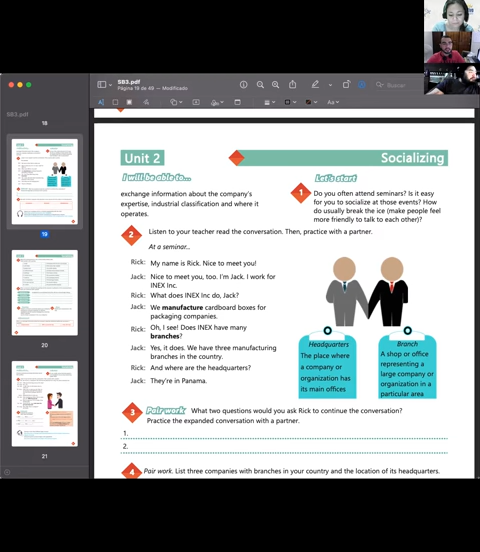 SB3.pdf
Página 19 de 49 — Modificado
Buscar
SB3.pdf
18
19
20
21
Unit 2
Socializing
I will be able to...
exchange information about the company's
expertise, industrial classification and where it
operates.
Let's start
1 Do you often attend seminars? Is it easy
for you to socialize at those events? How
do usually break the ice (make people feel
more friendly to talk to each other)?
2 Listen to your teacher read the conversation. Then, practice with a partner.
At a seminar...
Rick: My name is Rick. Nice to meet you!
Jack: Nice to meet you, too. I'm Jack. I work for
INEX Inc.
Rick: What does INEX Inc do, Jack?
Jack: We manufacture cardboard boxes for
packaging companies.
Rick: Oh, I see! Does INEX have many
branches?
Jack: Yes, it does. We have three manufacturing
branches in the country.
Rick: And where are the headquarters?
Jack: They're in Panama.
Headquarters
The place where
a company or
organization has
its main offices
Branch
A shop or office
representing a
large company or
organization in a
particular area
3 Pair work What two questions would you ask Rick to continue the conversation?
Practice the expanded conversation with a partner.
1.
2.
4 Pair work. List three companies with branches in your country and the location of its headquarters.